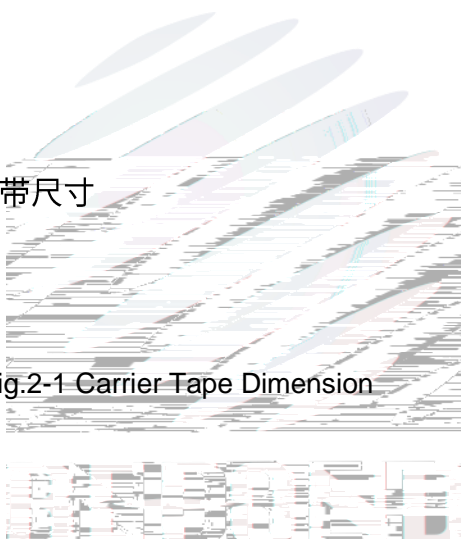 带尺寸
ig.2-1 Carrier Tape Dimension